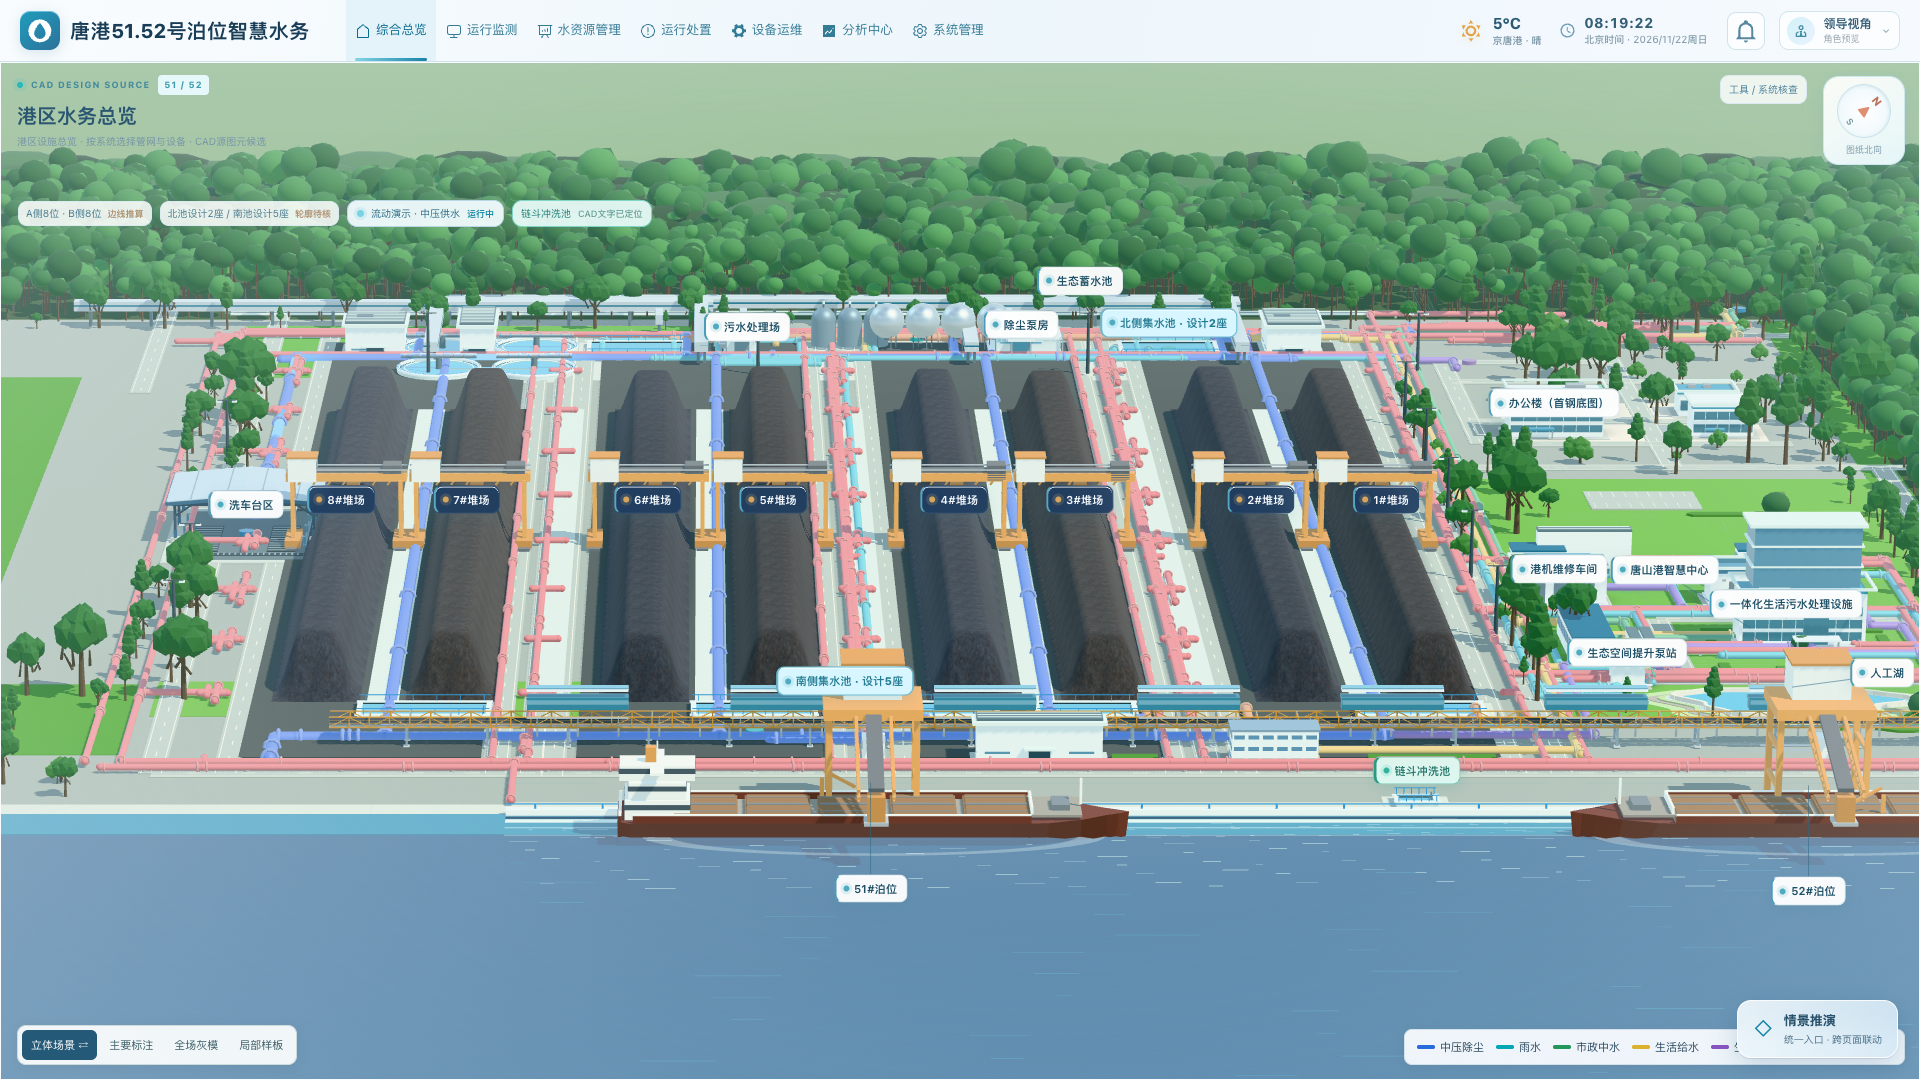 唐港51.52号泊位智慧水务
综合总览
运行监测
水资源管理
运行处置
设备运维
分析中心
系统管理
5°C
京唐港 · 晴
08:19:22
北京时间 · 2026/11/22周日
领导视角
角色预览
CAD DESIGN SOURCE 51 / 52
港区水务总览
港区设施总览 · 按系统选择管网与设备 · CAD源图元候选
工具 / 系统核查
N
S
图纸北向
A侧8位 · B侧8位 边线推算
北池设计2座 / 南池设计5座 轮廓待核
流动演示 · 中压供水 运行中
链斗冲洗池 CAD文字已定位
生态蓄水池
污水处理场
除尘泵房
北侧集水池 · 设计2座
办公楼（首钢底图）
洗车台区
8#堆场
7#堆场
6#堆场
5#堆场
4#堆场
3#堆场
2#堆场
1#堆场
港机维修车间
唐山港智慧中心
一体化生活污水处理设施
生态空间提升泵站
人工湖
南侧集水池 · 设计5座
链斗冲洗池
51#泊位
52#泊位
立体场景
主要标注
全场灰模
局部样板
中压除尘
雨水
市政中水
生活给水
情景推演
统一入口 · 跨页面联动